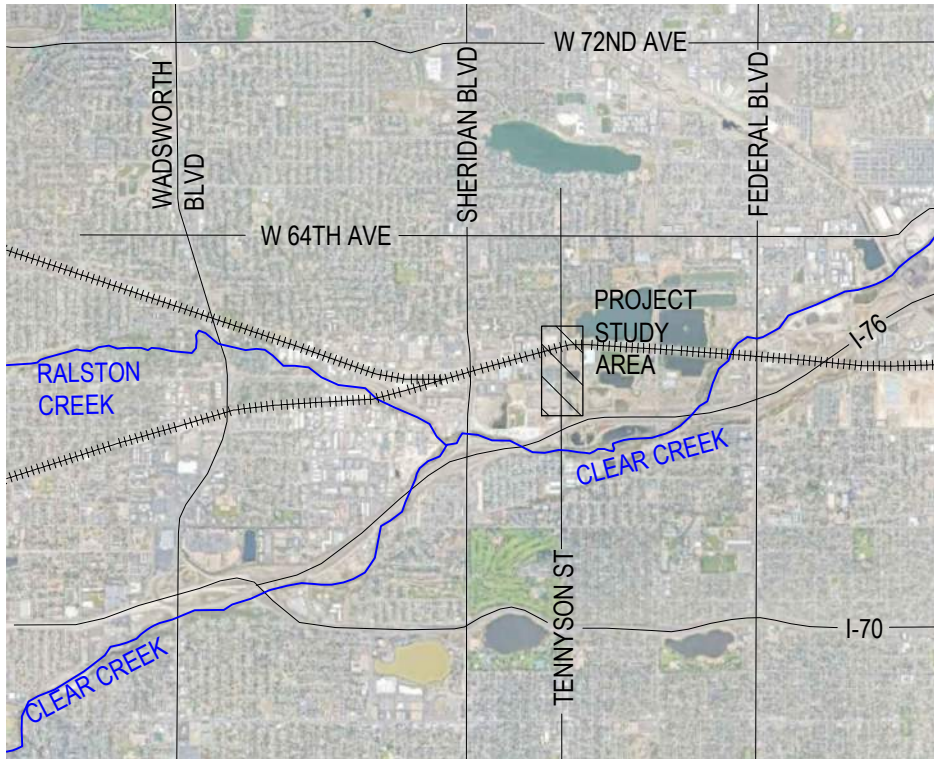 W 72ND AVE
WADSWORTH
BLVD
SHERIDAN BLVD
FEDERAL BLVD
W 64TH AVE
PROJECT
STUDY
AREA
I-76
RALSTON
CREEK
CLEAR CREEK
TENNYSON ST
I-70
CLEAR CREEK